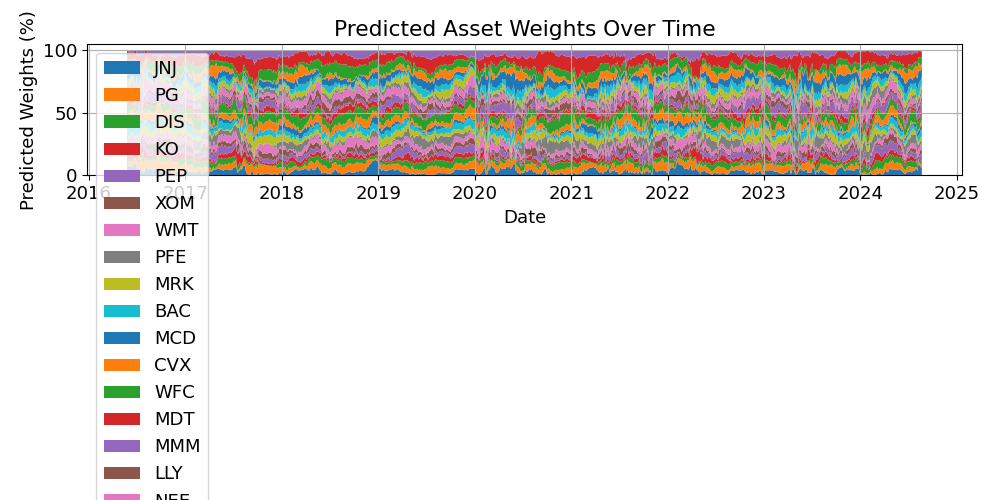 Predicted Asset Weights Over Time
Predicted Weights (%)
100
50
0
2016 2017 2018 2019 2020 2021 2022 2023 2024 2025
Date
JNJ
PG
DIS
KO
PEP
XOM
WMT
PFE
MRK
BAC
MCD
CVX
WFC
MDT
MMM
LLY
NEE